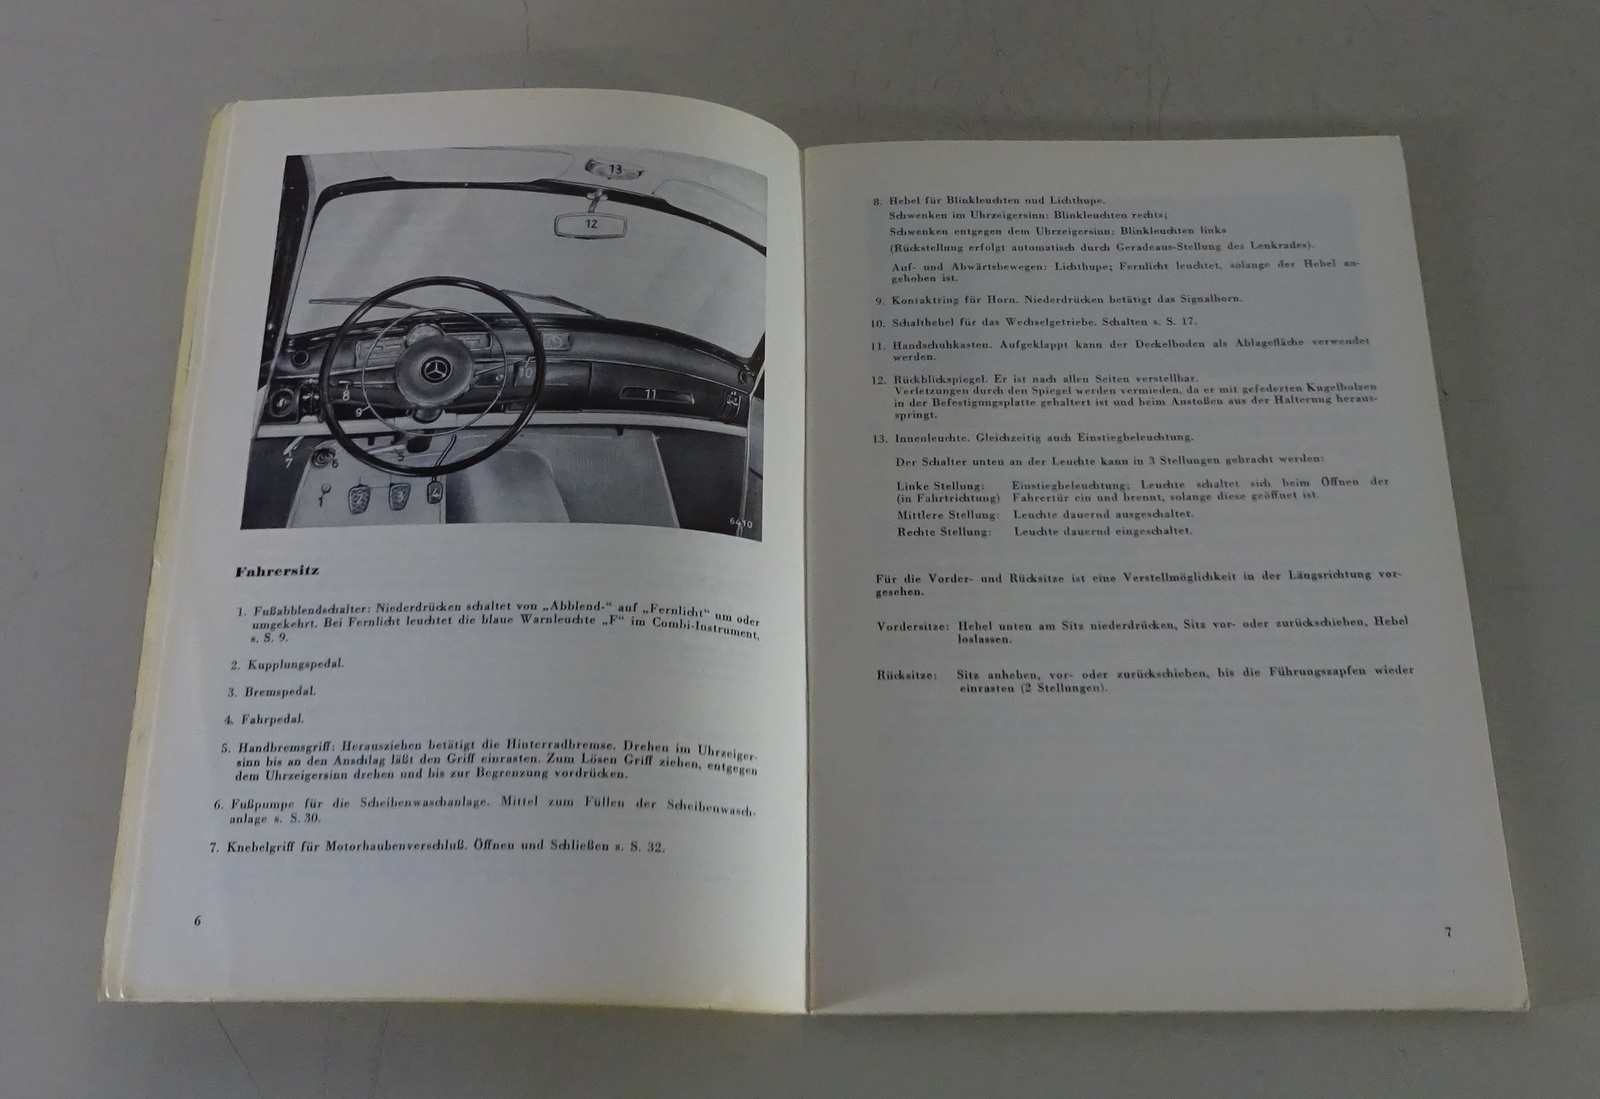 13
12
10
11
8
9
7
6
5
1
2
3
4
6410
Fahrersitz
1. Fußabblendschalter: Niederdrücken schaltet von „Abblend-“ auf „Fernlicht“ um oder
umgekehrt. Bei Fernlicht leuchtet die blaue Warnleuchte „F“ im Combi-Instrument,
s. S. 9.
2. Kupplungspedal.
3. Bremspedal.
4. Fahrpedal.
5. Handbremsgriff: Herausziehen betätigt die Hinterradbremse. Drehen im Uhrzeiger-
sinn bis an den Anschlag läßt den Griff einrasten. Zum Lösen Griff ziehen, entgegen
dem Uhrzeigersinn drehen und bis zur Begrenzung vordrücken.
6. Fußpumpe für die Scheibenwaschanlage. Mittel zum Füllen der Scheibenwasch-
anlage s. S. 30.
7. Knebelgriff für Motorhaubenverschluß. Öffnen und Schließen s. S. 32.
6
8. Hebel für Blinkleuchten und Lichthupe.
Schwenken im Uhrzeigersinn: Blinkleuchten rechts;
Schwenken entgegen dem Uhrzeigersinn: Blinkleuchten links
(Rückstellung erfolgt automatisch durch Geradeaus-Stellung des Lenkrades).
Auf- und Abwärtsbewegen: Lichthupe; Fernlicht leuchtet, solange der Hebel an-
gehoben ist.
9. Kontaktring für Horn. Niederdrücken betätigt das Signalhorn.
10. Schalthebel für das Wechselgetriebe. Schalten s. S. 17.
11. Handschuhkasten. Aufgeklappt kann der Deckelboden als Ablagefläche verwendet
werden.
12. Rückblickspiegel. Er ist nach allen Seiten verstellbar.
Verletzungen durch den Spiegel werden vermieden, da er mit gefederten Kugelbolzen
in der Befestigungsplatte gehaltert ist und beim Anstoßen aus der Halterung heraus-
springt.
13. Innenleuchte. Gleichzeitig auch Einstiegbeleuchtung.
Der Schalter unten an der Leuchte kann in 3 Stellungen gebracht werden:
Linke Stellung: Einstiegbeleuchtung; Leuchte schaltet sich beim Öffnen der
(in Fahrtrichtung) Fahrertür ein und brennt, solange diese geöffnet ist.
Mittlere Stellung: Leuchte dauernd ausgeschaltet.
Rechte Stellung: Leuchte dauernd eingeschaltet.
Für die Vorder- und Rücksitze ist eine Verstellmöglichkeit in der Längsrichtung vor-
gesehen.
Vordersitze: Hebel unten am Sitz niederdrücken, Sitz vor- oder zurückschieben, Hebel
loslassen.
Rücksitze: Sitz anheben, vor- oder zurückschieben, bis die Führungszapfen wieder
einrasten (2 Stellungen).
7